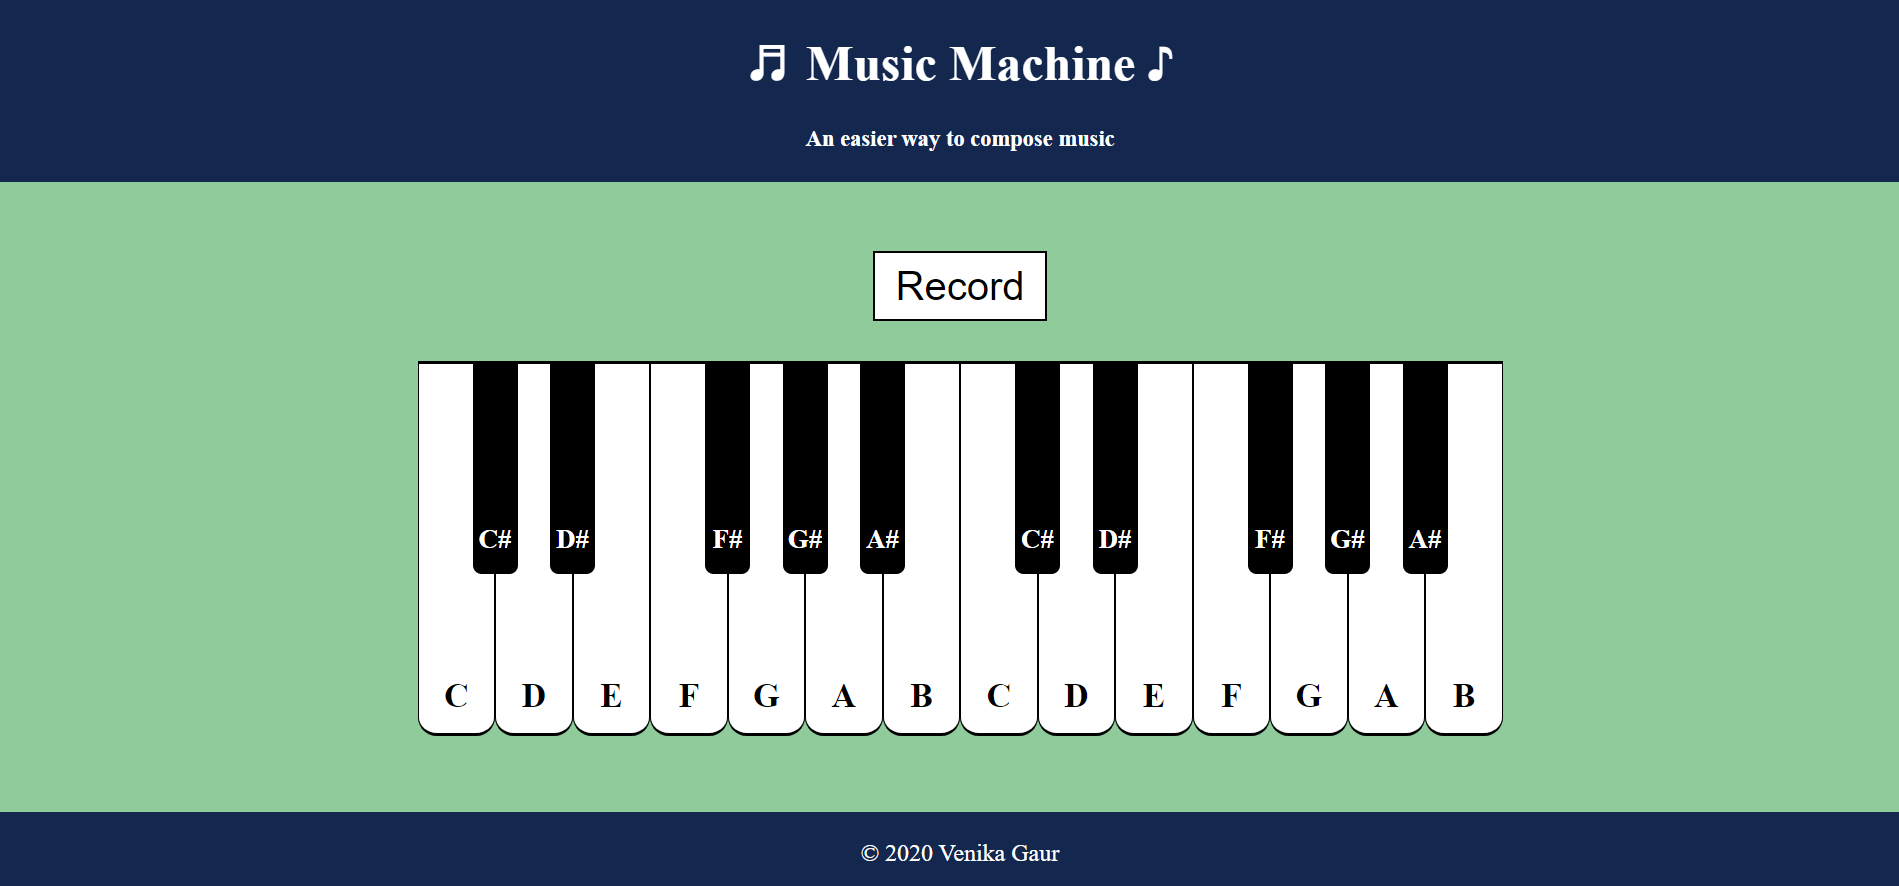 ♬ Music Machine ♪
An easier way to compose music
Record
C# D# F# G# A# C# D# F# G# A#
C D E F G A B C D E F G A B
© 2020 Venika Gaur